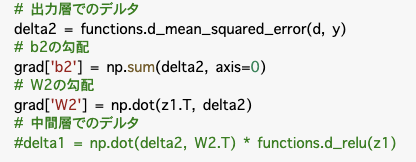 # 出力層でのデルタ
delta2 = functions.d_mean_squared_error(d, y)
# b2の勾配
grad['b2'] = np.sum(delta2, axis=0)
# W2の勾配
grad['W2'] = np.dot(z1.T, delta2)
# 中間層でのデルタ
#delta1 = np.dot(delta2, W2.T) * functions.d_relu(z1)